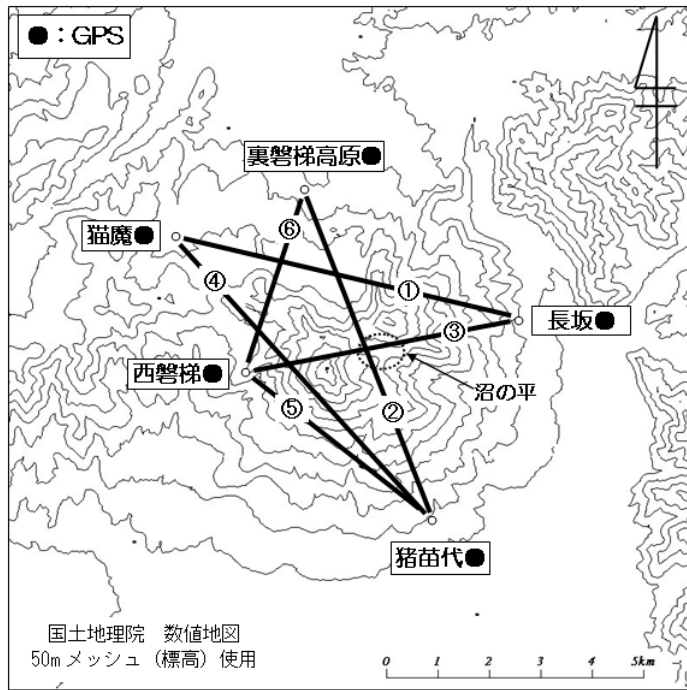 ●：GPS
裏磐梯高原●
猫魔●
⑥
④
①
長坂●
③
西磐梯●
沼の平
⑤
②
猪苗代●
国土地理院 数値地図
50mメッシュ（標高）使用
0 1 2 3 4 5km